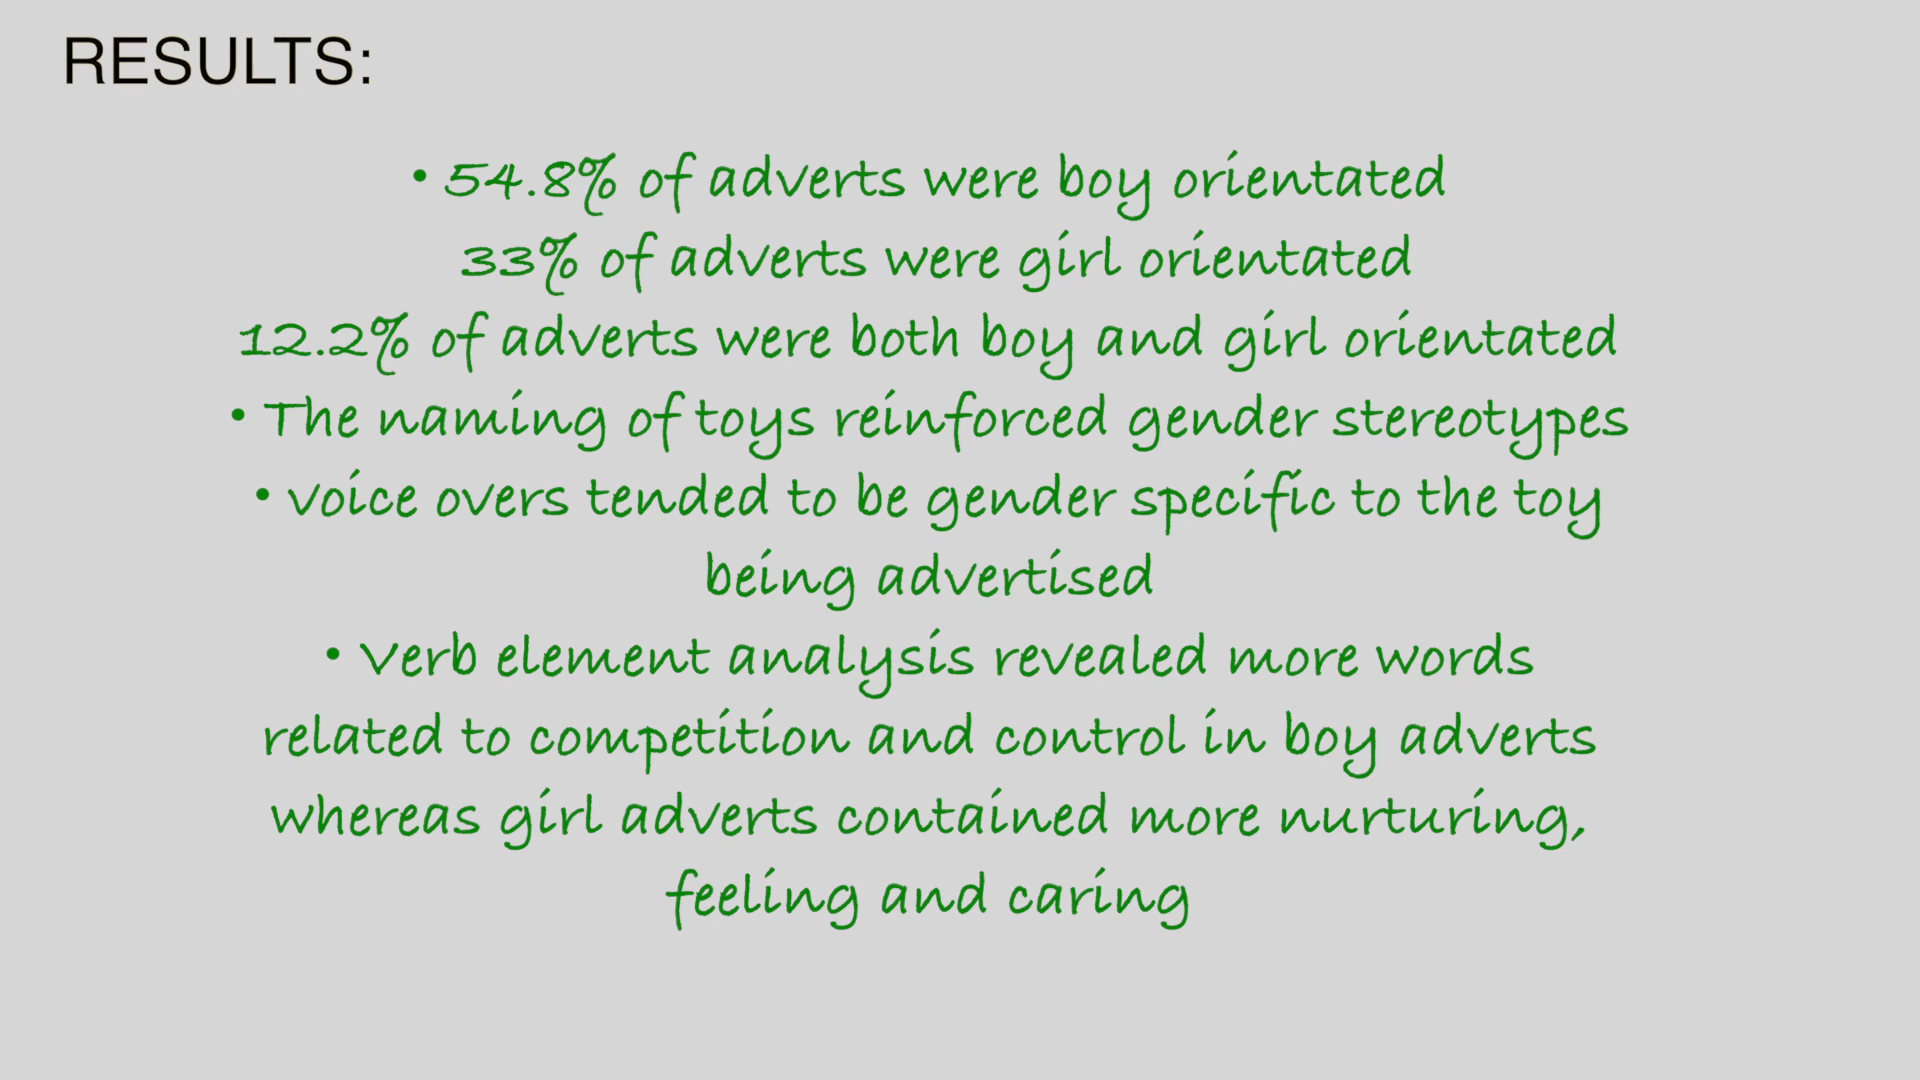 RESULTS:
• 54.8% of adverts were boy orientated
33% of adverts were girl orientated
12.2% of adverts were both boy and girl orientated
• The naming of toys reinforced gender stereotypes
• voice overs tended to be gender specific to the toy
being advertised
• Verb element analysis revealed more words
related to competition and control in boy adverts
whereas girl adverts contained more nurturing,
feeling and caring